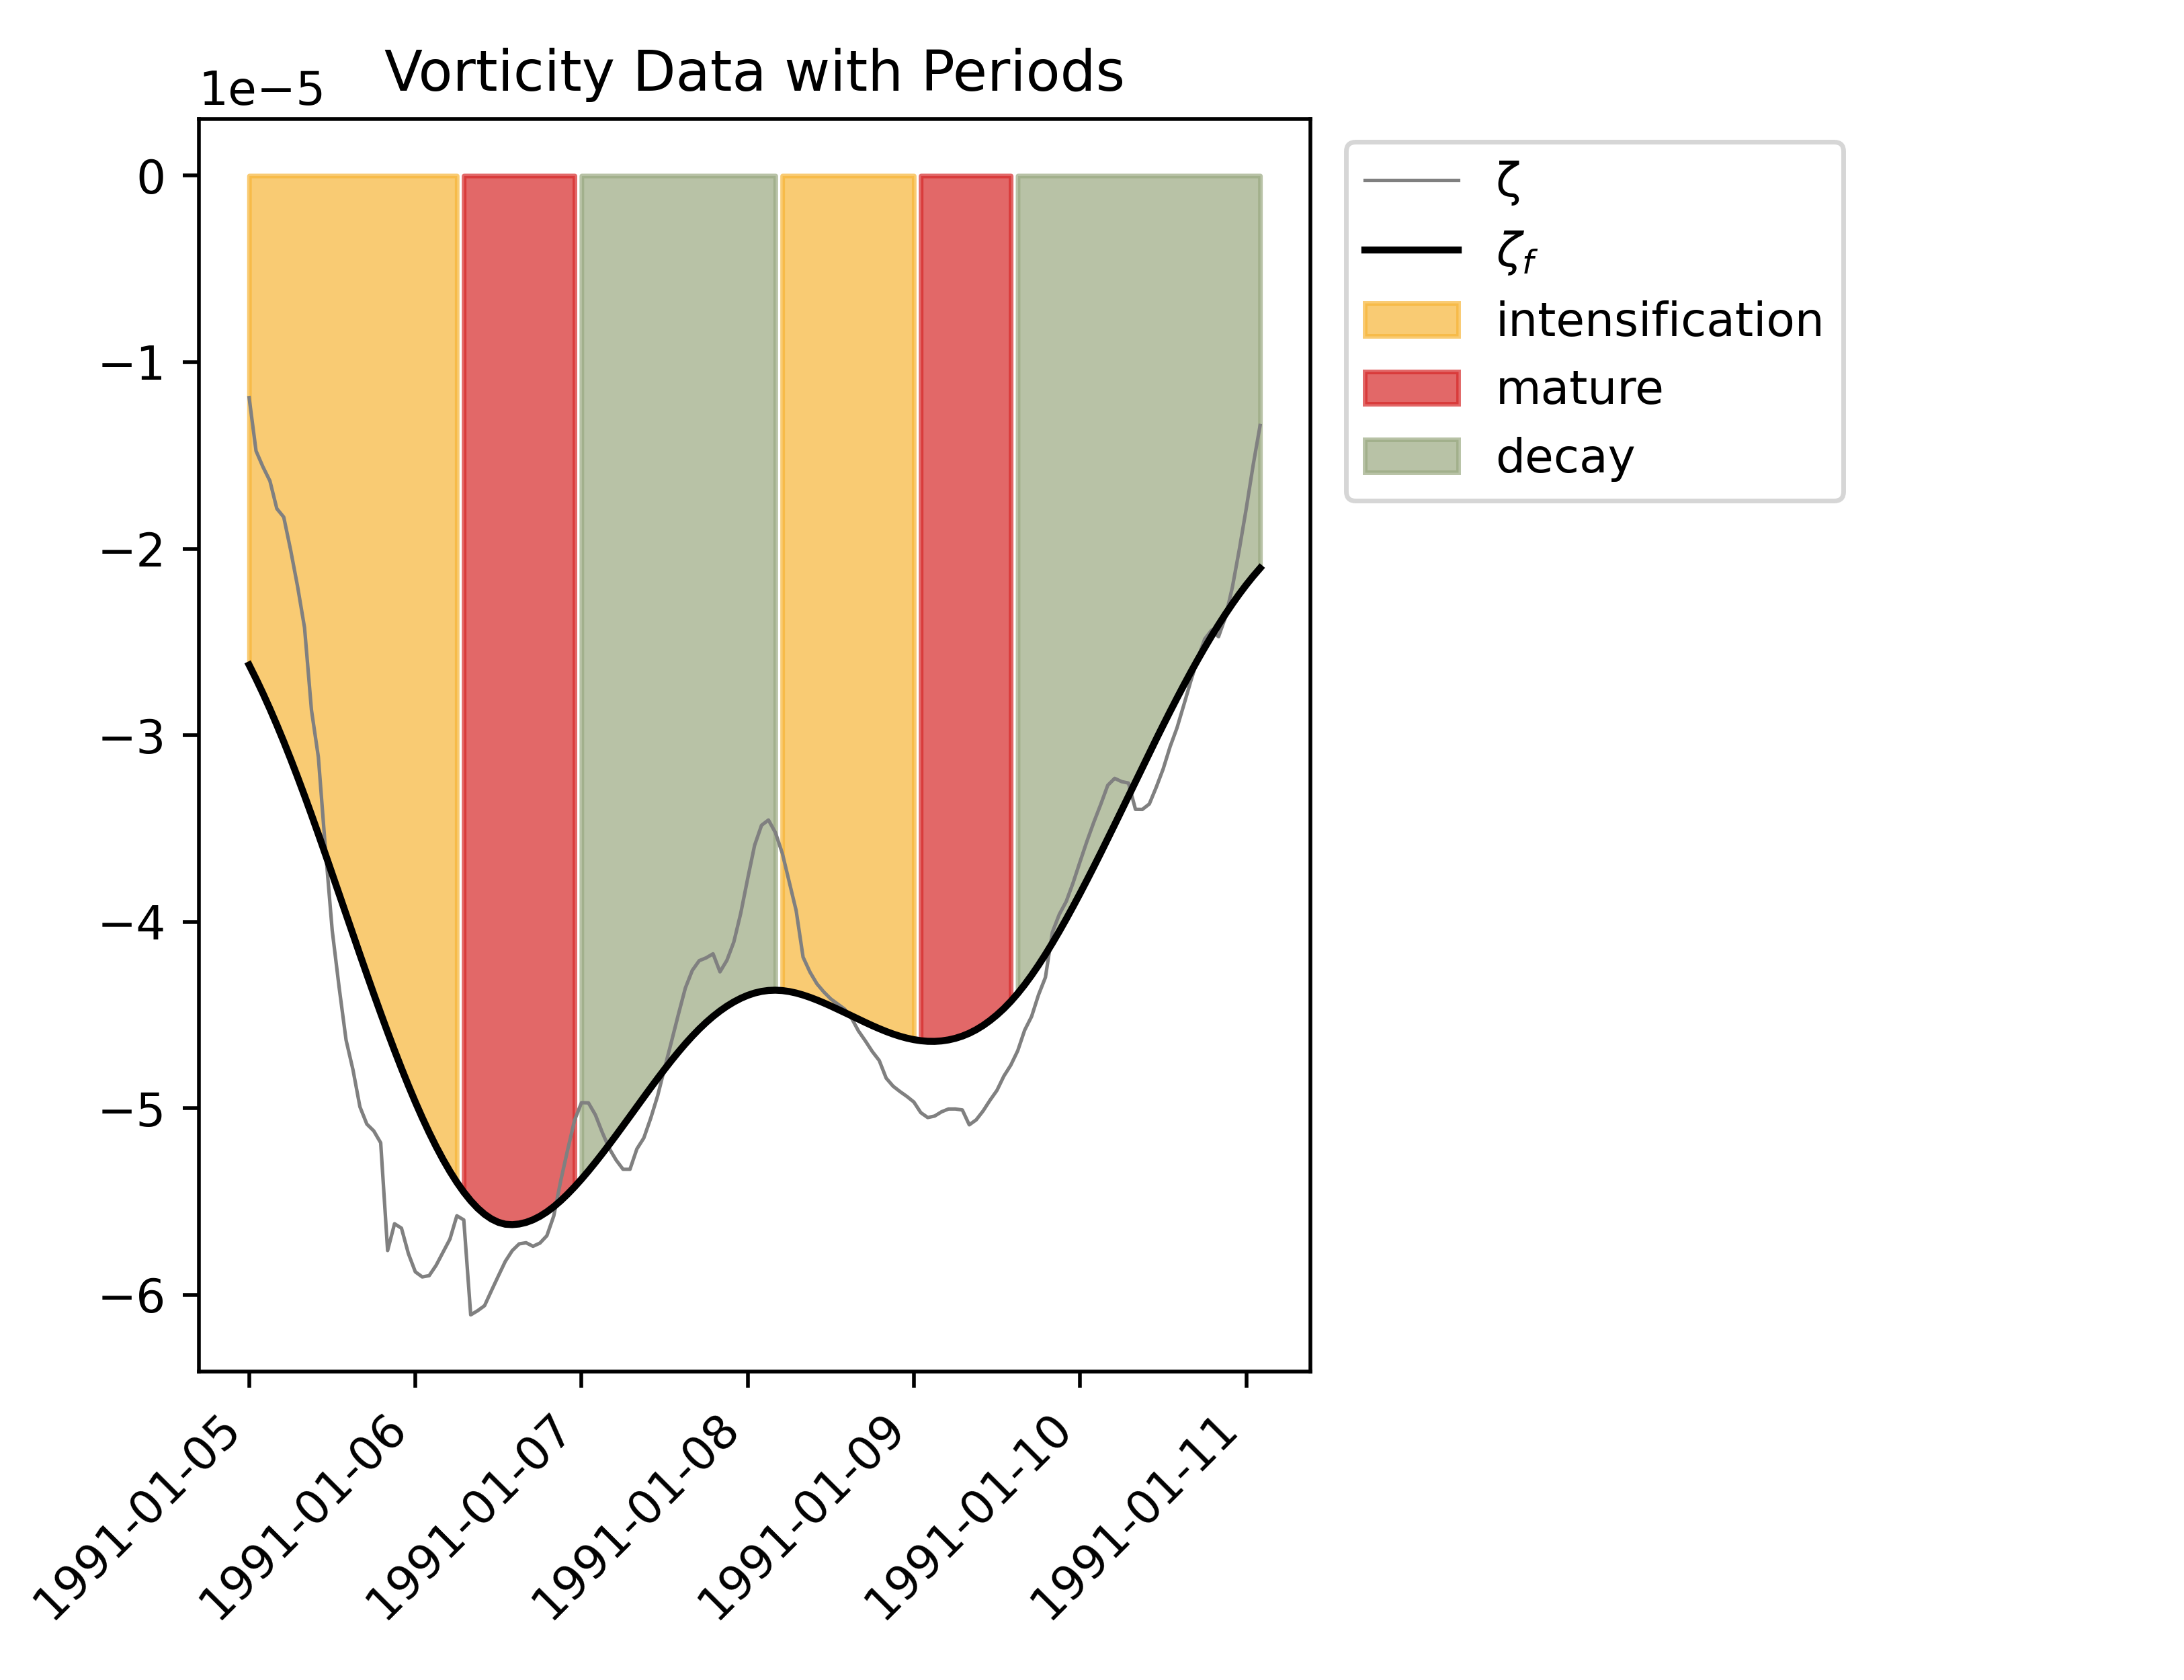 Vorticity Data with Periods
1e−5
0
−1
−2
−3
−4
−5
−6
1991-01-05
1991-01-06
1991-01-07
1991-01-08
1991-01-09
1991-01-10
1991-01-11
ζ
ζf
intensification
mature
decay